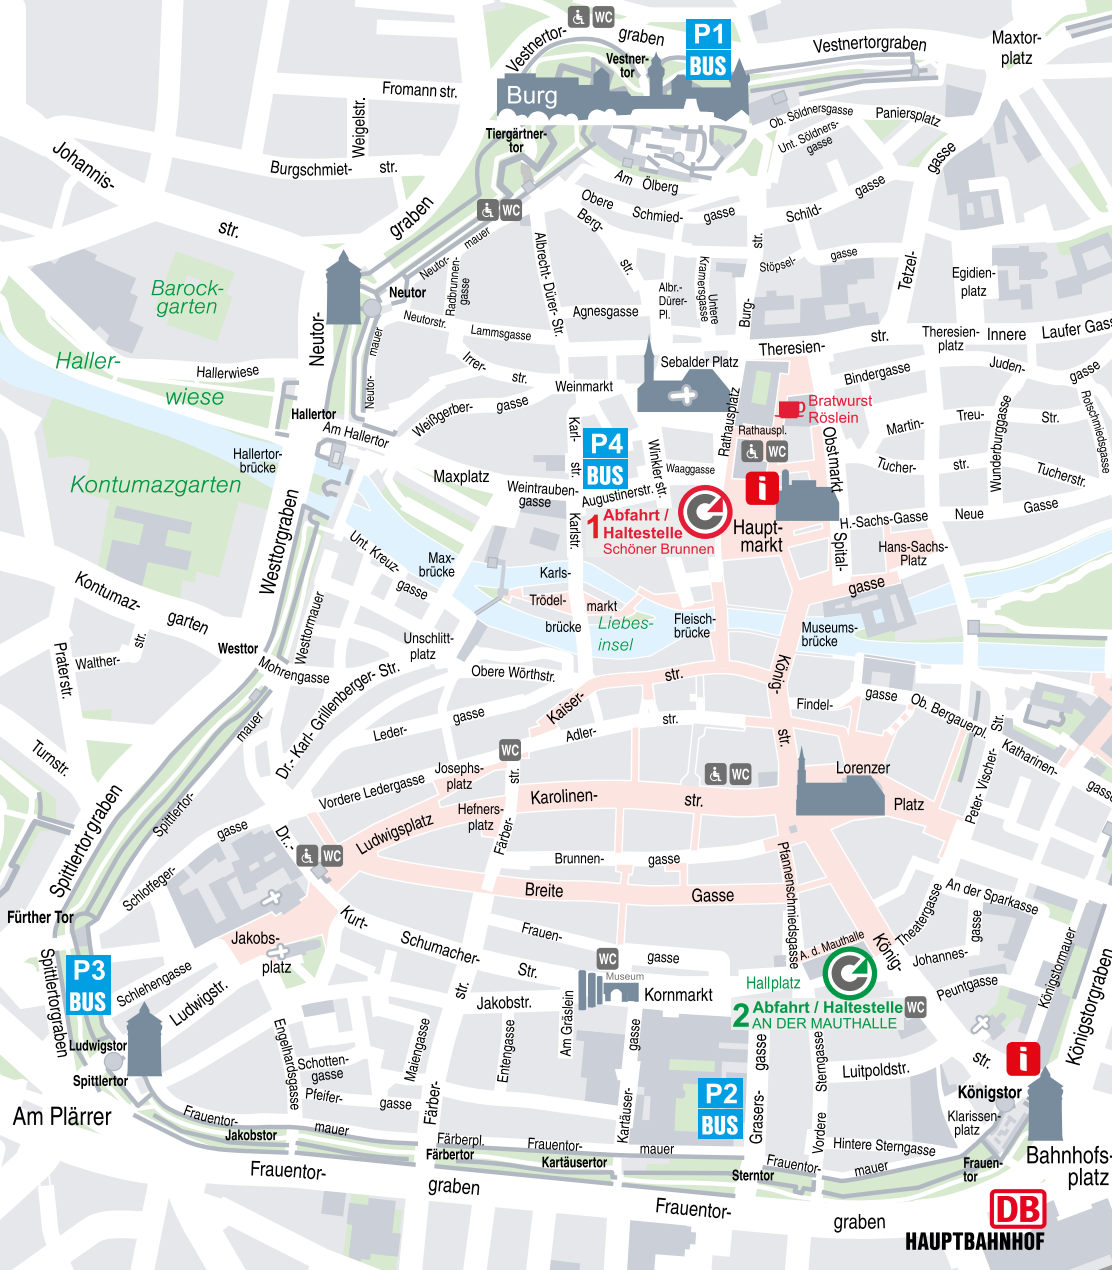 WC
Vestnertor-
graben
P1
BUS
Vestnertorgraben
Maxtor-
platz
Vestner-
tor
Fromann str.
Burg
Weigelstr.
Ob. Söldnersgasse
Paniersplatz
Unt. Söldners-
gasse
Tiergärtner-
tor
Johannis-
str.
Burgschmiet-
str.
gasse
Am Ölberg
Obere
Schmied-
gasse
Schild-
gasse
graben
WC
Berg-
str.
mauer
Neutor-
Albrecht- Dürer- Str.
str.
Stöpsel-
gasse
Tetzel-
Egidien-
platz
Barock-
garten
Neutor
Radbrunnen-
gasse
Albr.-
Dürer-
Pl.
Kramersgasse
Untere
Burg-
Agnesgasse
Neutor-
Neutorstr.
Lammsgasse
mauer
Theresien-
str.
Theresien-
platz
Innere
Laufer Gasse
Haller-
wiese
Hallerwiese
Irrer-
str.
Weinmarkt
Sebalder Platz
Bindergasse
Juden-
gasse
Neutor-
Hallertor
Am Hallertor
Weißgerber-
gasse
Rathausplatz
Bratwurst
Röslein
Martin-
Treu-
Str.
Rotschmiedsgasse
Wunderburggasse
Karl-
str.
P4
BUS
Winkler str.
Rathauspl.
WC
Obstmarkt
Hallertor-
brücke
Kontumazgarten
Maxplatz
Waaggasse
Tucher-
str.
Tucherstr.
Weintrauben-
gasse
Augustinerstr.
i
Westtorgraben
Karlstr.
1 Abfahrt /
Haltestelle
Schöner Brunnen
Haupt-
markt
H.-Sachs-Gasse
Neue
Gasse
Spital-
gasse
Hans-Sachs-
Platz
Unt. Kreuz-
gasse
Max-
brücke
Karls-
brücke
Trödel-
markt
Liebes-
insel
Fleisch-
brücke
Museums-
brücke
Kontumaz-
garten
Westtormauer
Westtor
Unschlitt-
platz
Walther-
str.
Praterstr.
Mohrengasse
Obere Wörthstr.
Kaiser-
str.
König-
str.
Findel-
gasse
Ob. Bergauerpl.
Str.
Dr.- Karl- Grillenberger- Str.
mauer
Leder-
gasse
Adler-
str.
WC
Turnstr.
Katharinen-
gasse
Peter- Vischer-
Josephs-
platz
str.
WC
Lorenzer
Platz
Vordere Ledergasse
Karolinen-
str.
Hefners-
platz
Färber-
Spittlertorgraben
Spittlertor-
gasse
Dr.-
Ludwigsplatz
WC
Brunnen-
gasse
Pfannenschmiedsgasse
Schlotfeger-
Breite
Gasse
An der Sparkasse
Theatergasse
gasse
Fürther Tor
Kurt-
Schumacher-
Str.
Frauen-
gasse
A. d. Mauthalle
König-
str.
Jakobs-
platz
Johannes-
Königstormauer
Königstorgraben
Spittlertorgraben
P3
BUS
Schlehengasse
Ludwigstr.
WC
Museum
Kornmarkt
Hallplatz
Peuntgasse
Jakobstr.
str.
Am Gräslein
2 Abfahrt / Haltestelle
AN DER MAUTHALLE
WC
Ludwigstor
Engelhardsgasse
Maiengasse
Entengasse
gasse
gasse
Sterngasse
i
Spittlertor
Schotten-
gasse
Luitpoldstr.
Königstor
Pfeifer-
gasse
Färber-
Kartäuser-
P2
BUS
Grasers-
Vordere
Klarissen-
platz
Am Plärrer
Frauentor-
mauer
Jakobstor
Färberpl.
Färbertor
Frauentor-
mauer
Hintere Sterngasse
Kartäusertor
Frauentor-
mauer
Frauen-
tor
Bahnhofs-
platz
Frauentor-
graben
Sterntor
Frauentor-
graben
DB
HAUPTBAHNHOF